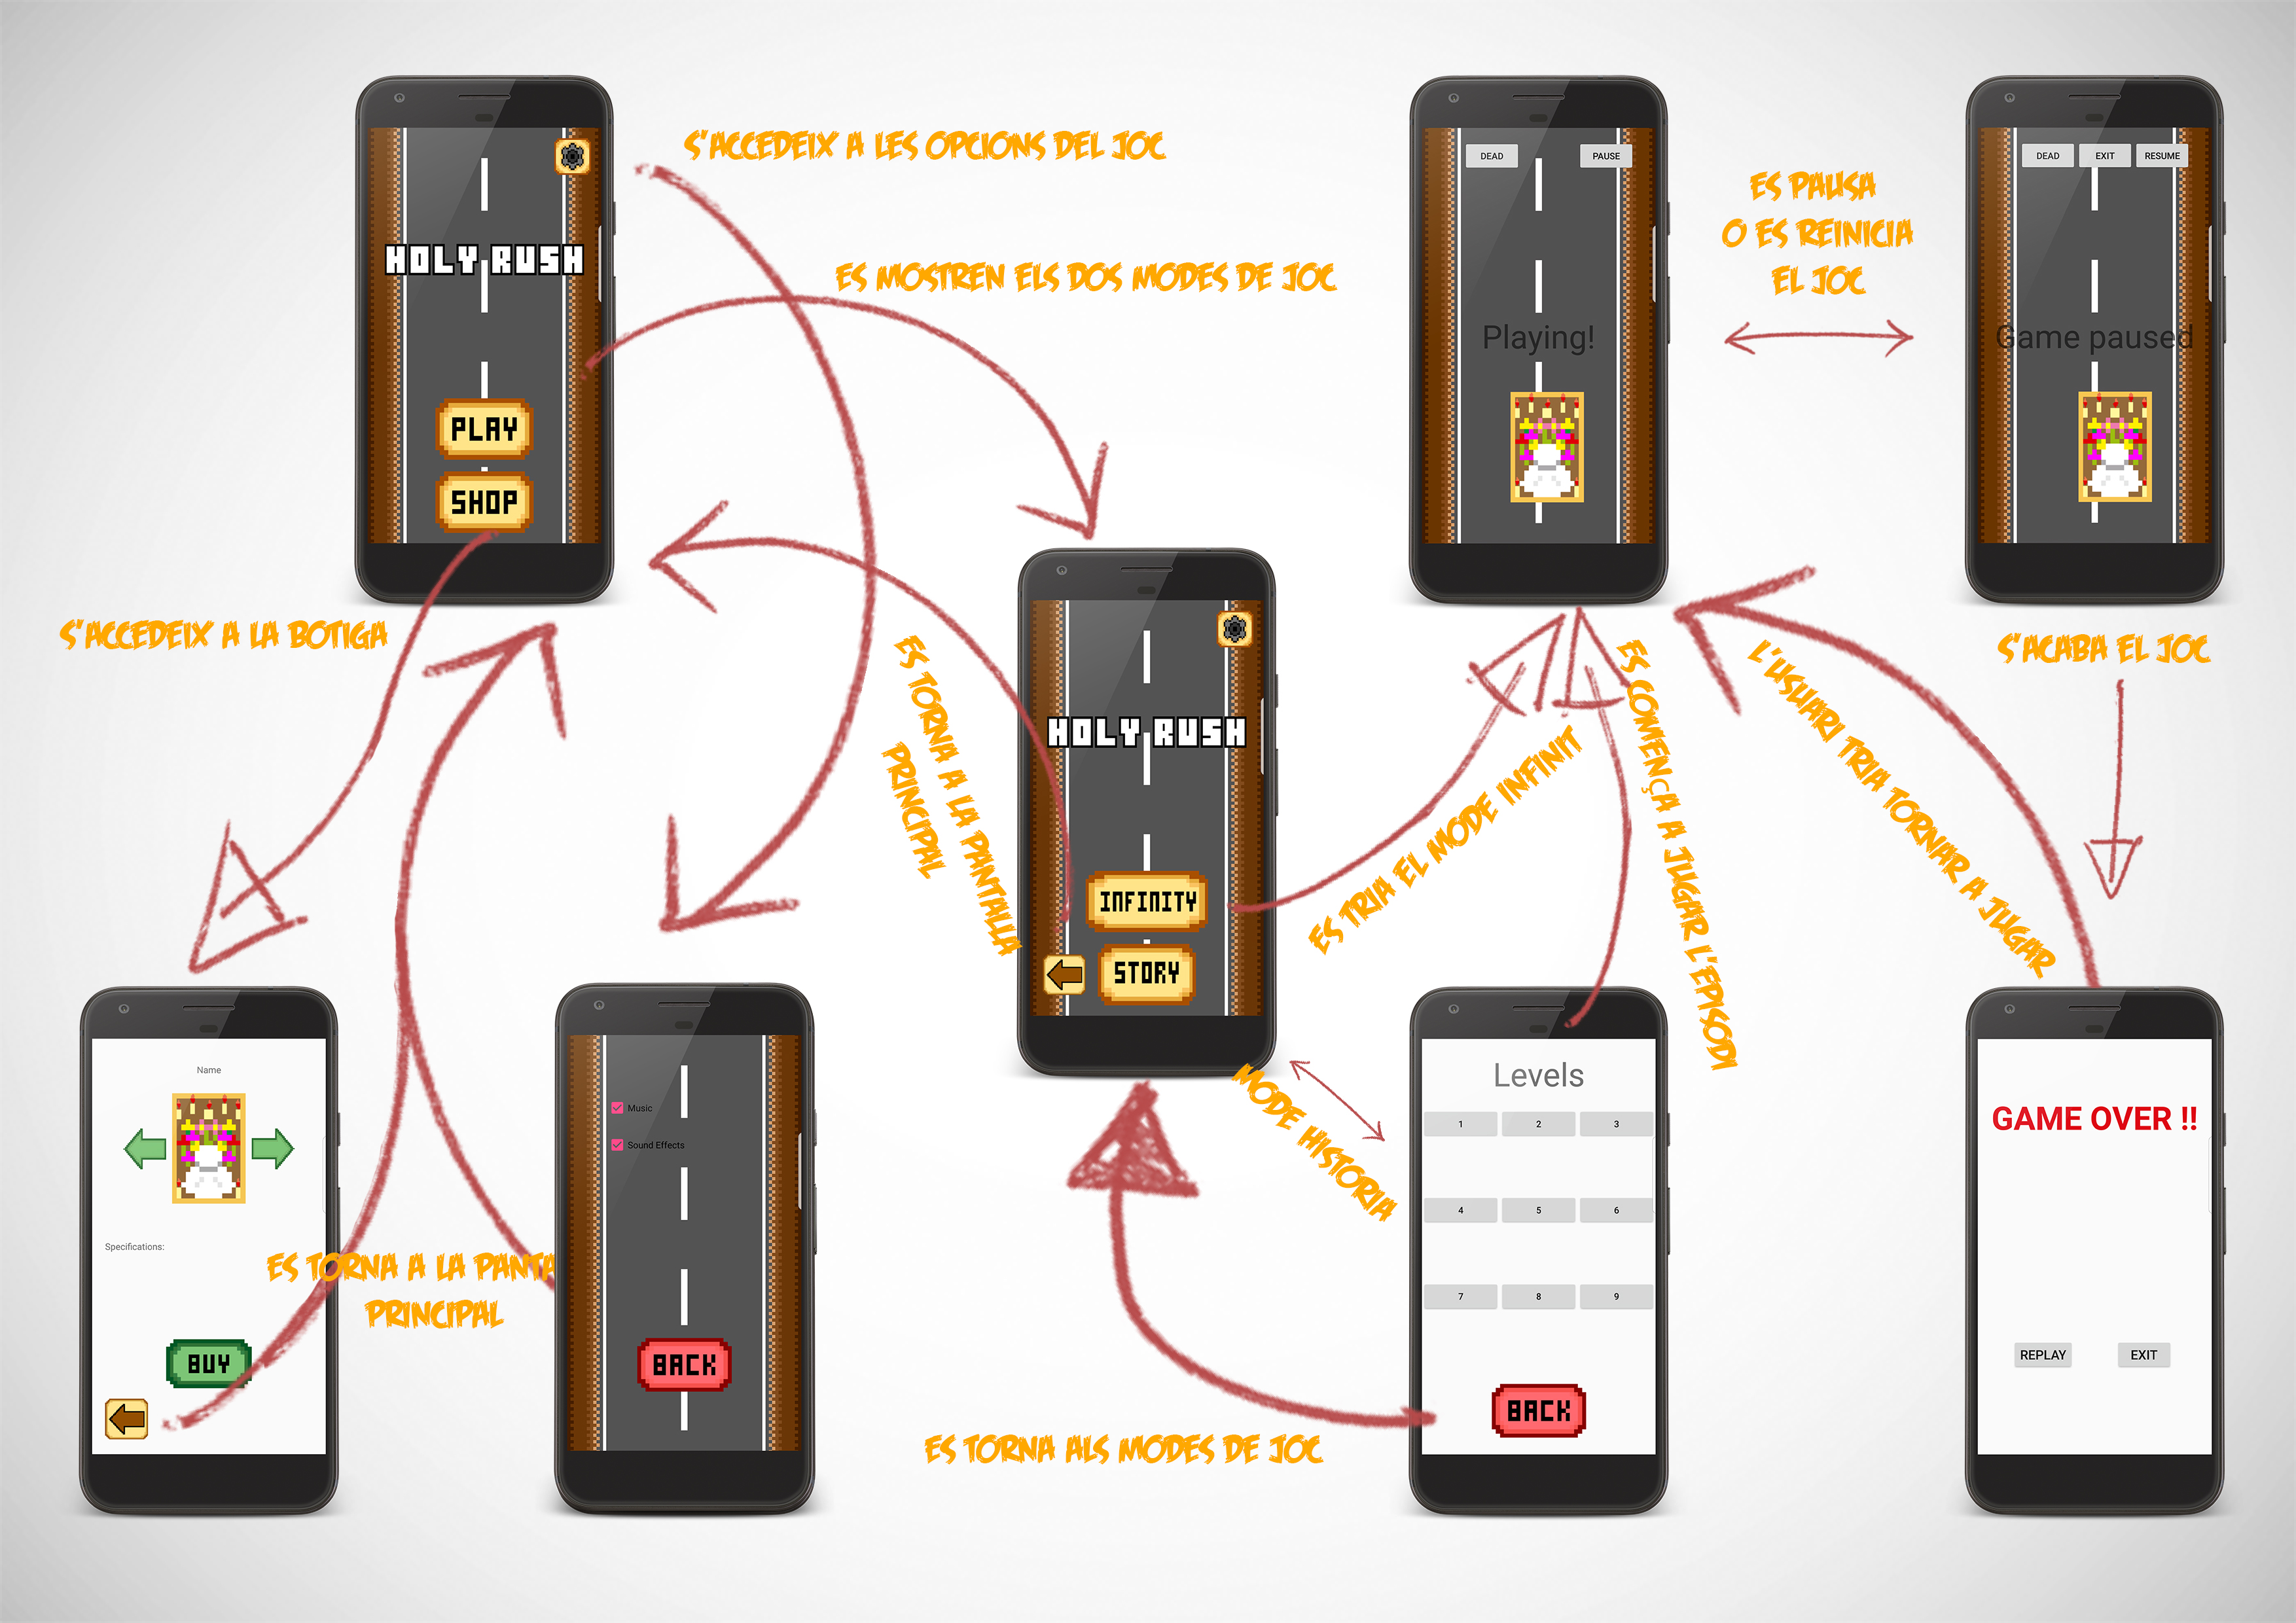 S'ACCEDEIX A LES OPCIONS DEL JOC
ES MOSTREN ELS DOS MODES DE JOC
HOLY RUSH
PLAY
SHOP
S'ACCEDEIX A LA BOTIGA
DEAD
PAUSE
Playing!
ES PAUSA
O ES REINICIA
EL JOC
DEAD
EXIT
RESUME
Game paused
S'ACABA EL JOC
ES TORNA A LA PANTALLA
PRINCIPAL
HOLY RUSH
INFINITY
STORY
ES TRIA EL MODE INFINIT
ES COMENÇA A JUGAR L'EPISODI
L'USUARI TRIA TORNAR A JUGAR
MODE HISTORIA
Name
Specifications:
BUY
ES TORNA A LA PANTA
PRINCIPAL
Music
Sound Effects
BACK
ES TORNA ALS MODES DE JOC
Levels
1 2 3
4 5 6
7 8 9
BACK
GAME OVER !!
REPLAY
EXIT